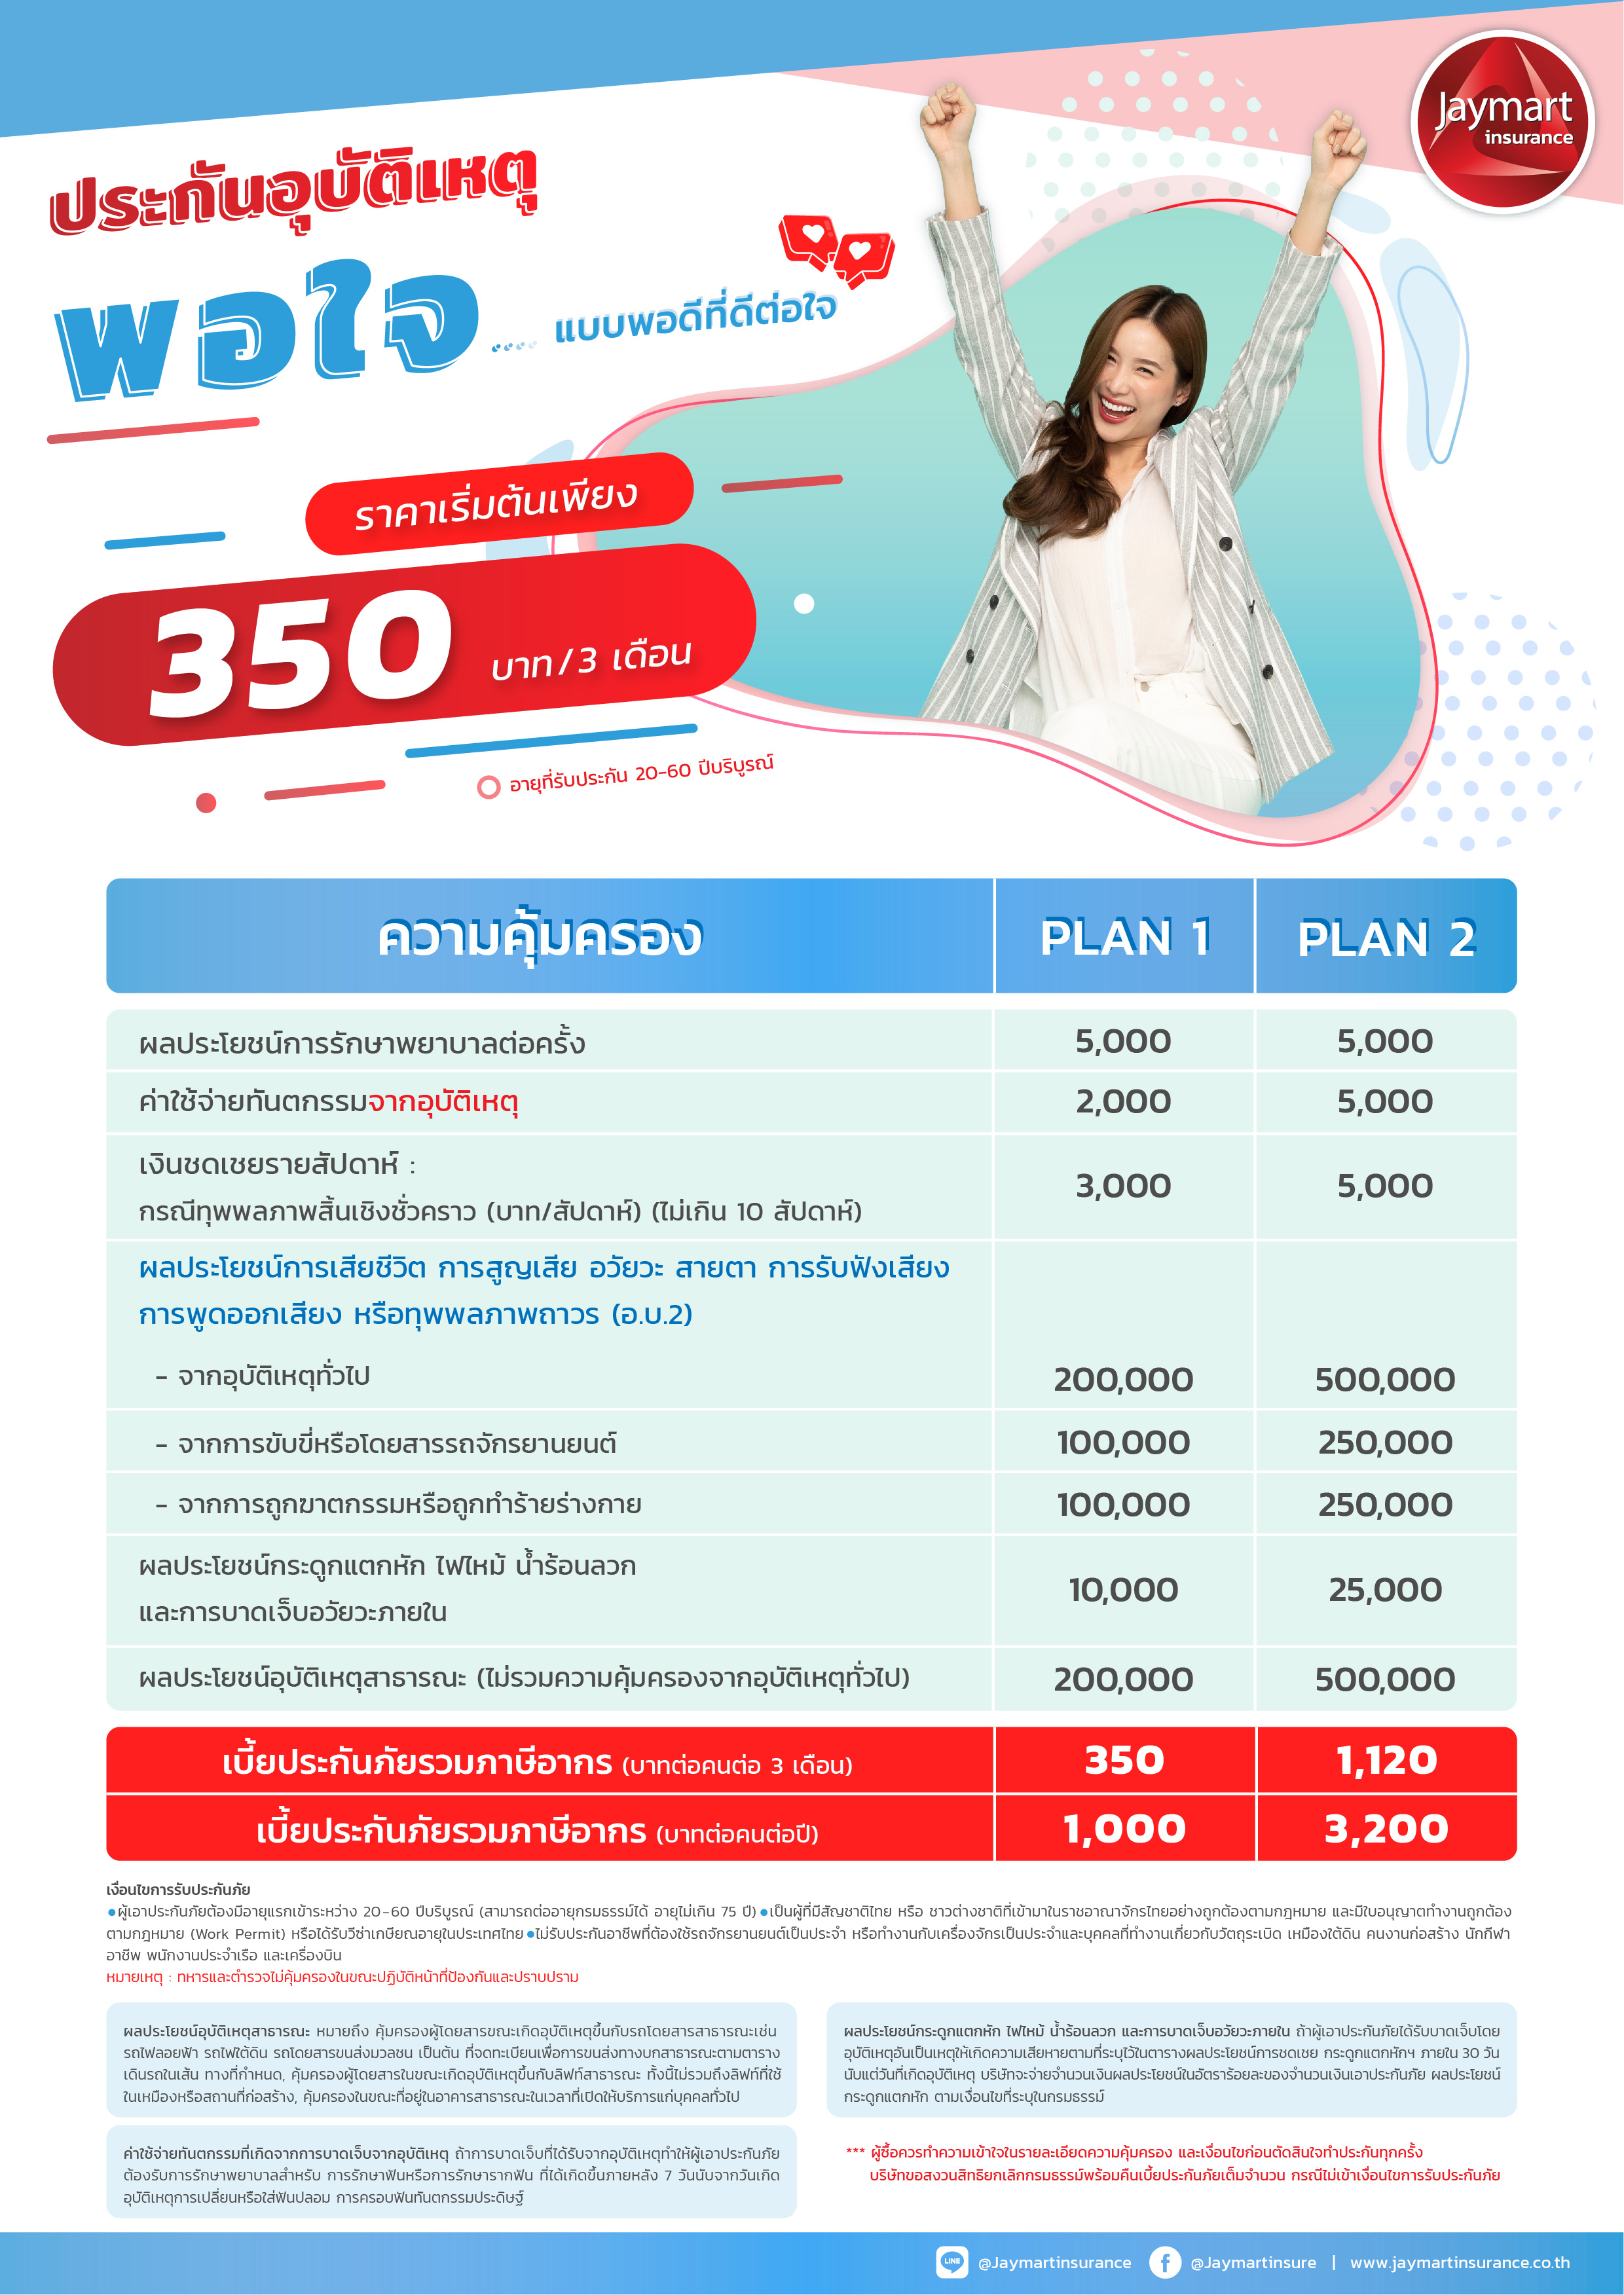 Jaymart
insurance
ประกันอุบัติเหตุ
พอใจ
.... แบบพอดีที่ดีต่อใจ
ราคาเริ่มต้นเพียง
350 บาท/3 เดือน
อายุที่รับประกัน 20-60 ปีบริบูรณ์
ความคุ้มครอง PLAN 1 PLAN 2
ผลประโยชน์การรักษาพยาบาลต่อครั้ง 5,000 5,000
ค่าใช้จ่ายทันตกรรมจากอุบัติเหตุ 2,000 5,000
เงินชดเชยรายสัปดาห์ :
กรณีทุพพลภาพสิ้นเชิงชั่วคราว (บาท/สัปดาห์) (ไม่เกิน 10 สัปดาห์) 3,000 5,000
ผลประโยชน์การเสียชีวิต การสูญเสีย อวัยวะ สายตา การรับฟังเสียง
การพูดออกเสียง หรือทุพพลภาพถาวร (อ.บ.2)
- จากอุบัติเหตุทั่วไป 200,000 500,000
- จากการขับขี่หรือโดยสารรถจักรยานยนต์ 100,000 250,000
- จากการถูกฆาตกรรมหรือถูกทำร้ายร่างกาย 100,000 250,000
ผลประโยชน์กระดูกแตกหัก ไฟไหม้ น้ำร้อนลวก
และการบาดเจ็บอวัยวะภายใน 10,000 25,000
ผลประโยชน์อุบัติเหตุสาธารณะ (ไม่รวมความคุ้มครองจากอุบัติเหตุทั่วไป) 200,000 500,000
เบี้ยประกันภัยรวมภาษีอากร (บาทต่อคนต่อ 3 เดือน) 350 1,120
เบี้ยประกันภัยรวมภาษีอากร (บาทต่อคนต่อปี) 1,000 3,200
เงื่อนไขการรับประกันภัย
●ผู้เอาประกันภัยต้องมีอายุแรกเข้าระหว่าง 20-60 ปีบริบูรณ์ (สามารถต่ออายุกรมธรรม์ได้ อายุไม่เกิน 75 ปี) ●เป็นผู้ที่มีสัญชาติไทย หรือ ชาวต่างชาติที่เข้ามาในราชอาณาจักรไทยอย่างถูกต้องตามกฎหมาย และมีใบอนุญาตทำงานถูกต้อง
ตามกฎหมาย (Work Permit) หรือได้รับวีซ่าเกษียณอายุในประเทศไทย ●ไม่รับประกันอาชีพที่ต้องใช้รถจักรยานยนต์เป็นประจำ หรือทำงานกับเครื่องจักรเป็นประจำและบุคคลที่ทำงานเกี่ยวกับวัตถุระเบิด เหมืองใต้ดิน คนงานก่อสร้าง นักกีฬา
อาชีพ พนักงานประจำเรือ และเครื่องบิน
หมายเหตุ : ทหารและตำรวจไม่คุ้มครองในขณะปฏิบัติหน้าที่ป้องกันและปราบปราม
ผลประโยชน์อุบัติเหตุสาธารณะ หมายถึง คุ้มครองผู้โดยสารขณะเกิดอุบัติเหตุขึ้นกับรถโดยสารสาธารณะเช่น
รถไฟลอยฟ้า รถไฟใต้ดิน รถโดยสารขนส่งมวลชน เป็นต้น ที่จดทะเบียนเพื่อการขนส่งทางบกสาธารณะตามตาราง
เดินรถในเส้น ทางที่กำหนด, คุ้มครองผู้โดยสารในขณะเกิดอุบัติเหตุขึ้นกับลิฟท์สาธารณะ ทั้งนี้ไม่รวมถึงลิฟท์ที่ใช้
ในเหมืองหรือสถานที่ก่อสร้าง, คุ้มครองในขณะที่อยู่ในอาคารสาธารณะในเวลาที่เปิดให้บริการแก่บุคคลทั่วไป
ผลประโยชน์กระดูกแตกหัก ไฟไหม้ น้ำร้อนลวก และการบาดเจ็บอวัยวะภายใน ถ้าผู้เอาประกันภัยได้รับบาดเจ็บโดย
อุบัติเหตุอันเป็นเหตุให้เกิดความเสียหายตามที่ระบุไว้ในตารางผลประโยชน์การชดเชย กระดูกแตกหักฯ ภายใน 30 วัน
นับแต่วันที่เกิดอุบัติเหตุ บริษัทจะจ่ายจำนวนเงินผลประโยชน์ในอัตราร้อยละของจำนวนเงินเอาประกันภัย ผลประโยชน์
กระดูกแตกหัก ตามเงื่อนไขที่ระบุในกรมธรรม์
ค่าใช้จ่ายทันตกรรมที่เกิดจากการบาดเจ็บจากอุบัติเหตุ ถ้าการบาดเจ็บที่ได้รับจากอุบัติเหตุทำให้ผู้เอาประกันภัย
ต้องรับการรักษาพยาบาลสำหรับ การรักษาฟันหรือการรักษารากฟัน ที่ได้เกิดขึ้นภายหลัง 7 วันนับจากวันเกิด
อุบัติเหตุการเปลี่ยนหรือใส่ฟันปลอม การครอบฟันทันตกรรมประดิษฐ์
*** ผู้ซื้อควรทำความเข้าใจในรายละเอียดความคุ้มครอง และเงื่อนไขก่อนตัดสินใจทำประกันทุกครั้ง
บริษัทขอสงวนสิทธิยกเลิกกรมธรรม์พร้อมคืนเบี้ยประกันภัยเต็มจำนวน กรณีไม่เข้าเงื่อนไขการรับประกันภัย
LINE @Jaymartinsurance f @Jaymartinsure | www.jaymartinsurance.co.th